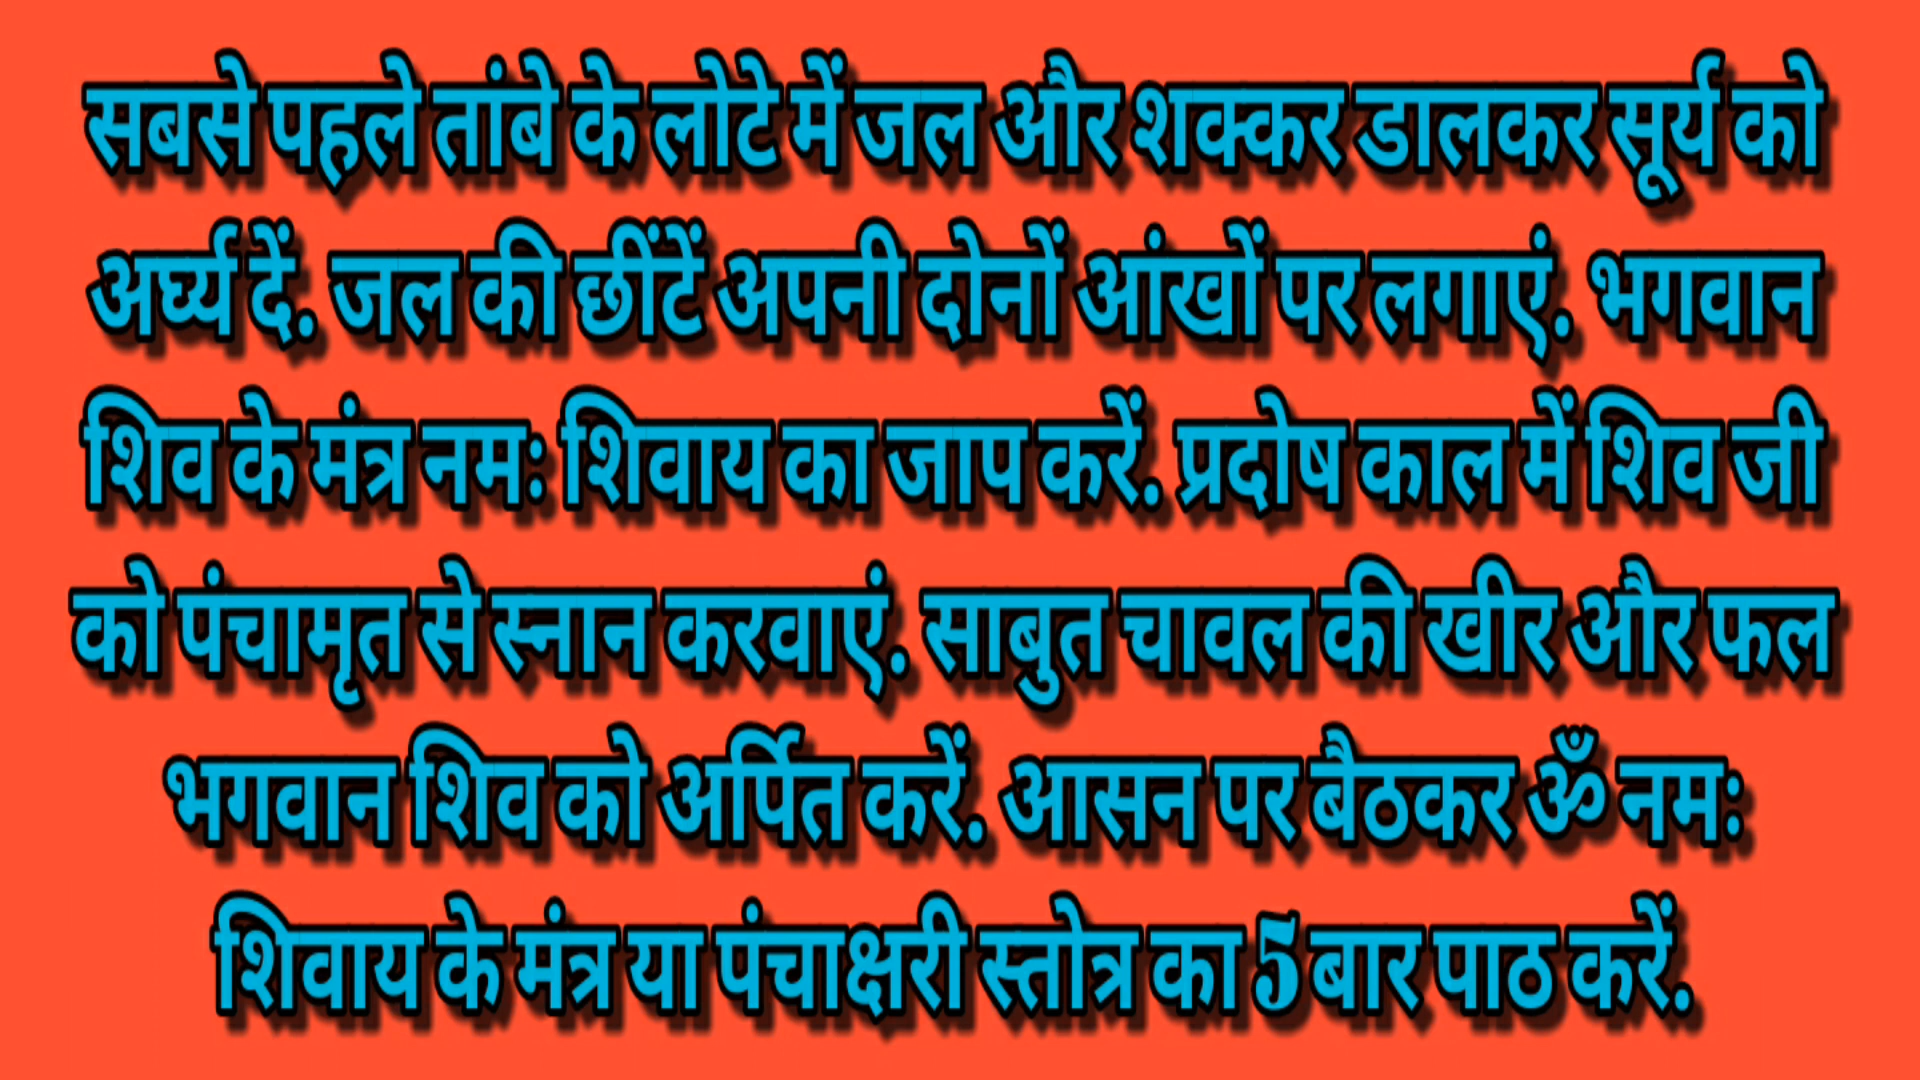 सबसे पहले तांबे के लोटे में जल और शक्कर डालकर सूर्य को
अर्घ्य दें. जल की छींटें अपनी दोनों आंखों पर लगाएं. भगवान
शिव के मंत्र नमः शिवाय का जाप करें. प्रदोष काल में शिव जी
को पंचामृत से स्नान करवाएं. साबुत चावल की खीर और फल
भगवान शिव को अर्पित करें. आसन पर बैठकर ॐ नमः
शिवाय के मंत्र या पंचाक्षरी स्तोत्र का 5 बार पाठ करें.